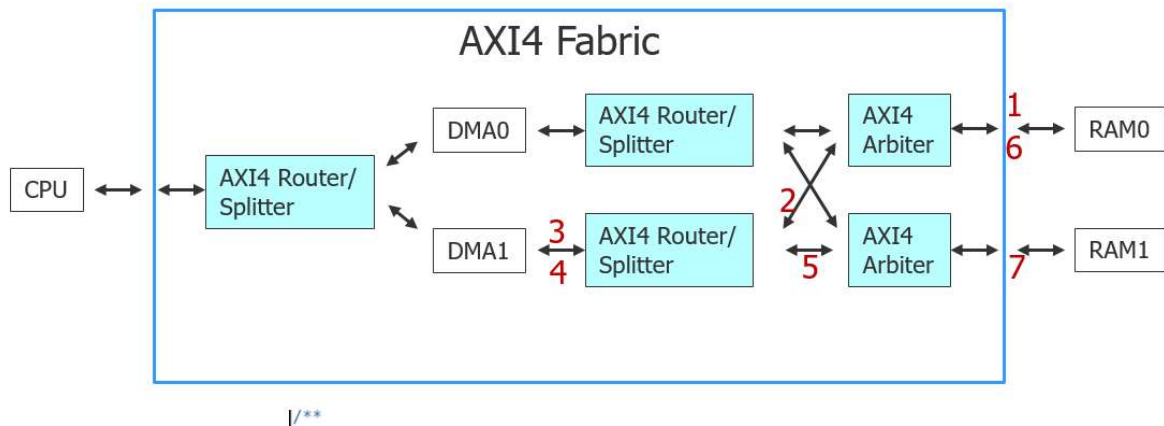 AXI4 Fabric
CPU
AXI4 Router/
Splitter
DMA0
DMA1
3
4
AXI4 Router/
Splitter
AXI4 Router/
Splitter
2
5
AXI4
Arbiter
AXI4
Arbiter
1
6
7
RAM0
RAM1
/**